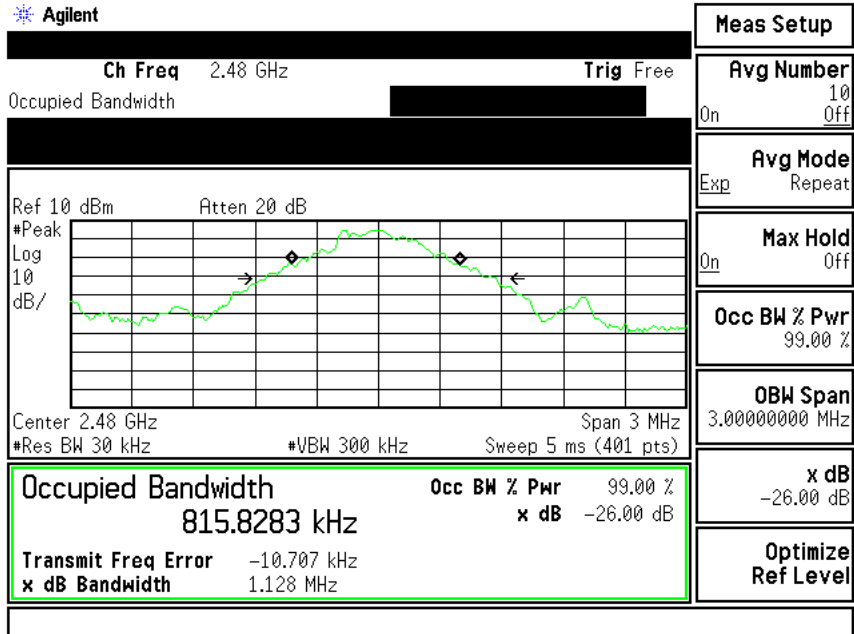 Agilent
Ch Freq 2.48 GHz Trig Free
Occupied Bandwidth
Ref 10 dBm Atten 20 dB
#Peak
Log
10
dB/
Center 2.48 GHz Span 3 MHz
#Res BW 30 kHz #VBW 300 kHz Sweep 5 ms (401 pts)
Occupied Bandwidth Occ BW % Pwr 99.00 %
815.8283 kHz x dB -26.00 dB
Transmit Freq Error -10.707 kHz
x dB Bandwidth 1.128 MHz
Meas Setup
Avg Number
10
On Off
Avg Mode
Exp Repeat
Max Hold
On Off
Occ BW % Pwr
99.00 %
OBW Span
3.00000000 MHz
x dB
-26.00 dB
Optimize
Ref Level